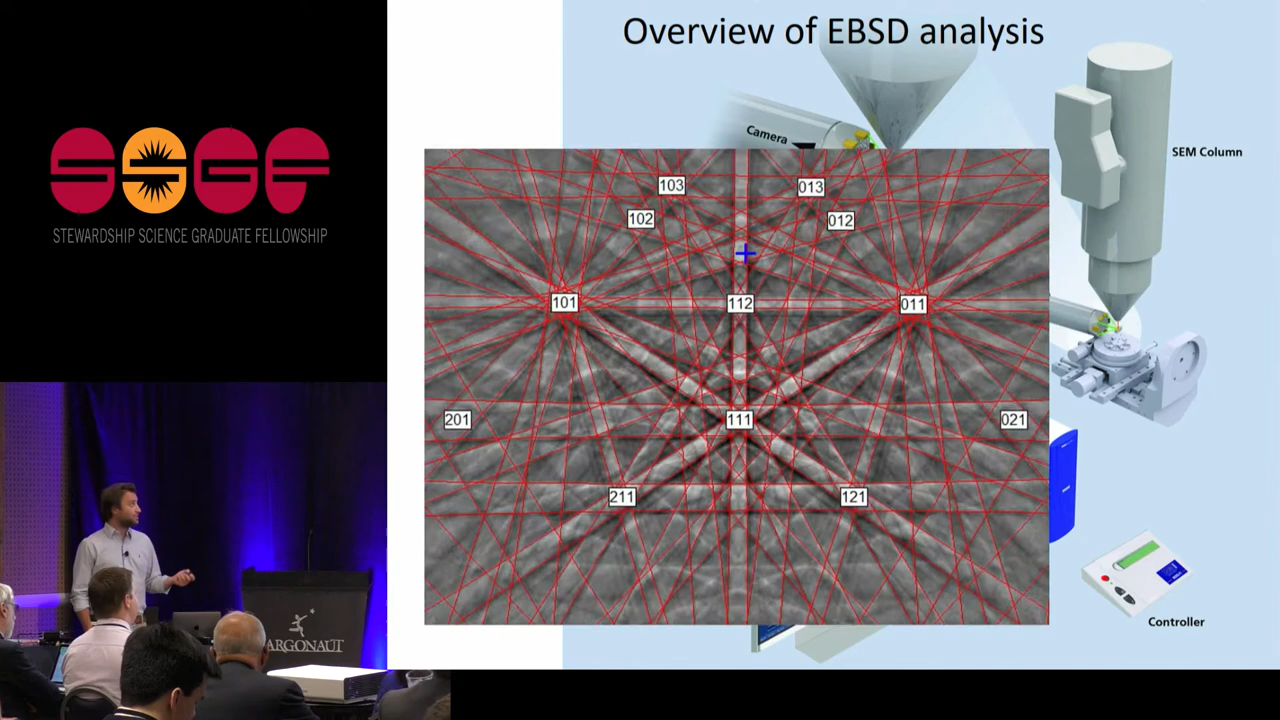 SSGF
STEWARDSHIP SCIENCE GRADUATE FELLOWSHIP
Overview of EBSD analysis
Camera
SEM Column
103
013
102
012
101
112
011
201
111
021
211
121
Controller
ARGONAUT